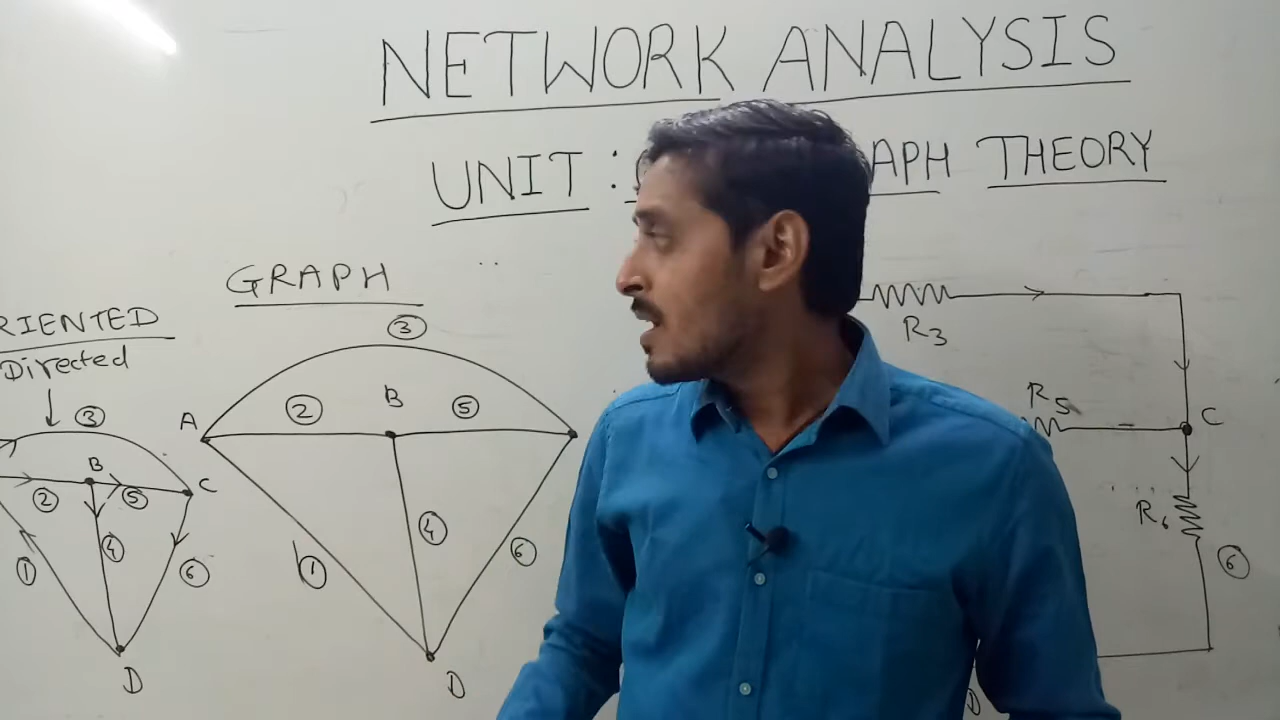 NETWORK ANALYSIS
UNIT : APH THEORY
GRAPH
RIENTED
Directed
③
③
A ② B ⑤
B
② ⑤ C
① ④ ⑥
① ④ ⑥
D
D
R3
R5
C
R6
⑥
D